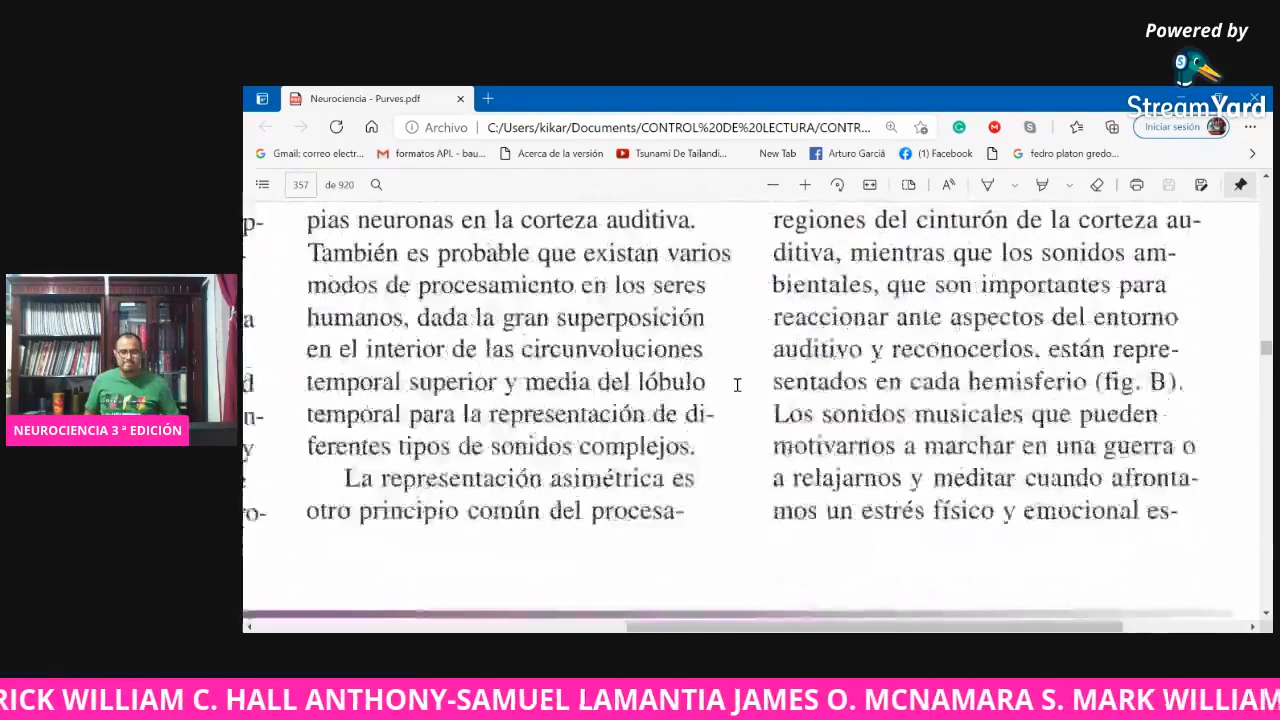 Powered by
StreamYard
Neurociencia - Purves.pdf
Archivo
C:/Users/kikar/Documents/CONTROL%20DE%20LECTURA/CONTR...
Iniciar sesión
Gmail: correo electr...
formatos API. - bau...
Acerca de la versión
Tsunami De Tailandi...
New Tab
Arturo Garciá
(1) Facebook
fedro platon gredo...
357
de 920
p-
a
d
n-
y
ro-
pias neuronas en la corteza auditiva.
También es probable que existan varios
modos de procesamiento en los seres
humanos, dada la gran superposición
en el interior de las circunvoluciones
temporal superior y media del lóbulo
temporal para la representación de di-
ferentes tipos de sonidos complejos.
La representación asimétrica es
otro principio común del procesa-
regiones del cinturón de la corteza au-
ditiva, mientras que los sonidos am-
bientales, que son importantes para
reaccionar ante aspectos del entorno
auditivo y reconocerlos, están repre-
sentados en cada hemisferio (fig. B).
Los sonidos musicales que pueden
motivarnos a marchar en una guerra o
a relajarnos y meditar cuando afronta-
mos un estrés físico y emocional es-
NEUROCIENCIA 3 ª EDICIÓN
RICK WILLIAM C. HALL ANTHONY-SAMUEL LAMANTIA JAMES O. MCNAMARA S. MARK WILLIAM